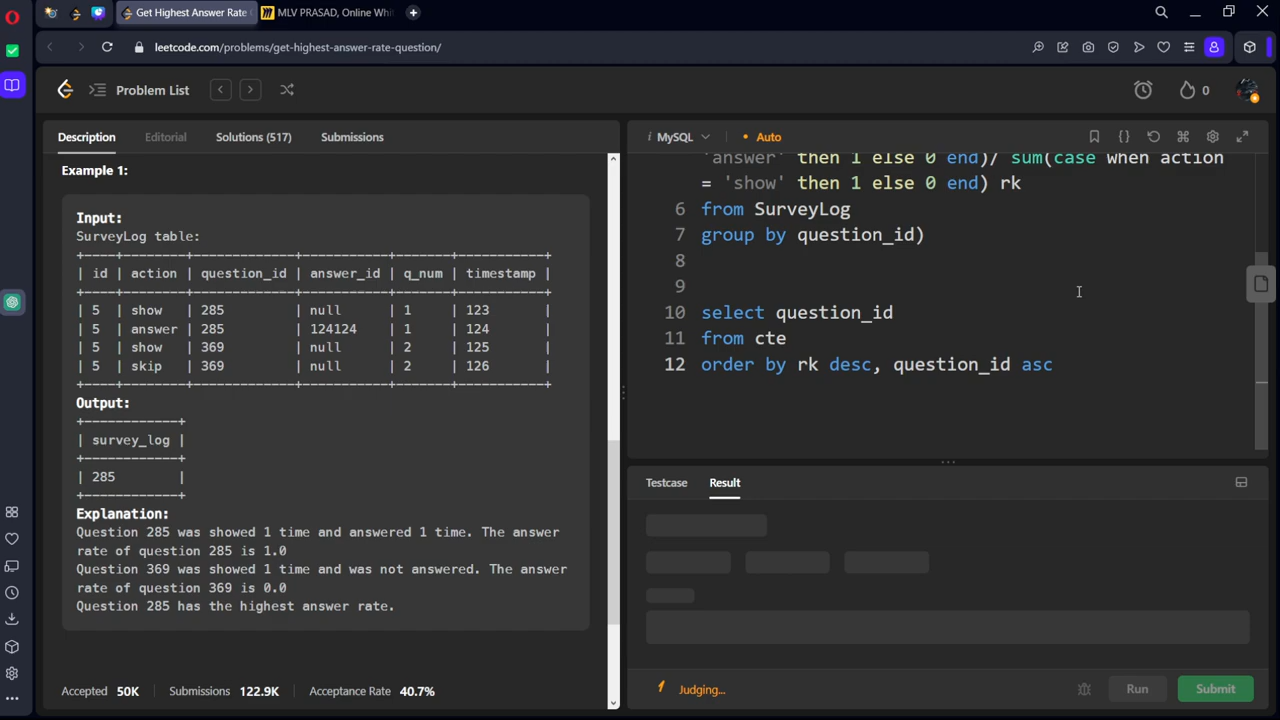 Get Highest Answer Rate
MLV PRASAD, Online Whi
leetcode.com/problems/get-highest-answer-rate-question/
Problem List
0
Description
Editorial
Solutions (517)
Submissions
Example 1:
Input:
SurveyLog table:
+----+--------+-------------+-----------+-------+-----------+
| id | action | question_id | answer_id | q_num | timestamp |
+----+--------+-------------+-----------+-------+-----------+
| 5 | show | 285 | null | 1 | 123
| 5 | answer | 285 | 124124 | 1 | 124
| 5 | show | 369 | null | 2 | 125
| 5 | skip | 369 | null | 2 | 126
+----+--------+-------------+-----------+-------+-----------+
Output:
+------------+
| survey_log |
+------------+
| 285 |
+------------+
Explanation:
Question 285 was showed 1 time and answered 1 time. The answer
rate of question 285 is 1.0
Question 369 was showed 1 time and was not answered. The answer
rate of question 369 is 0.0
Question 285 has the highest answer rate.
Accepted 50K
Submissions 122.9K
Acceptance Rate 40.7%
i MySQL
Auto
'answer' then 1 else 0 end)/ sum(case when action
= 'show' then 1 else 0 end) rk
6 from SurveyLog
7 group by question_id)
8
9
10 select question_id
11 from cte
12 order by rk desc, question_id asc
Testcase
Result
Judging...
Run
Submit